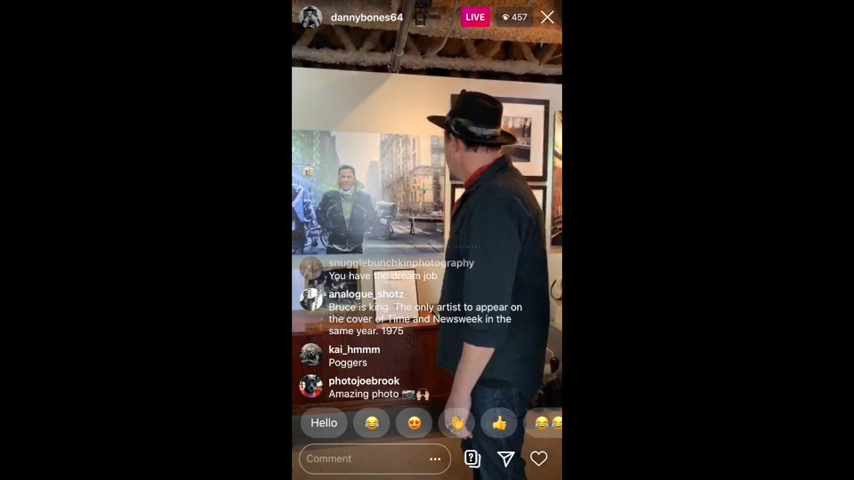 dannybones64
LIVE
457
snugglebunchkinphotography
You have the dream job
analogue_shotz
Bruce is king. The only artist to appear on
the cover of Time and Newsweek in the
same year. 1975
kai_hmmm
Poggers
photojoebrook
Amazing photo 📷🙌🏼
Hello
Comment